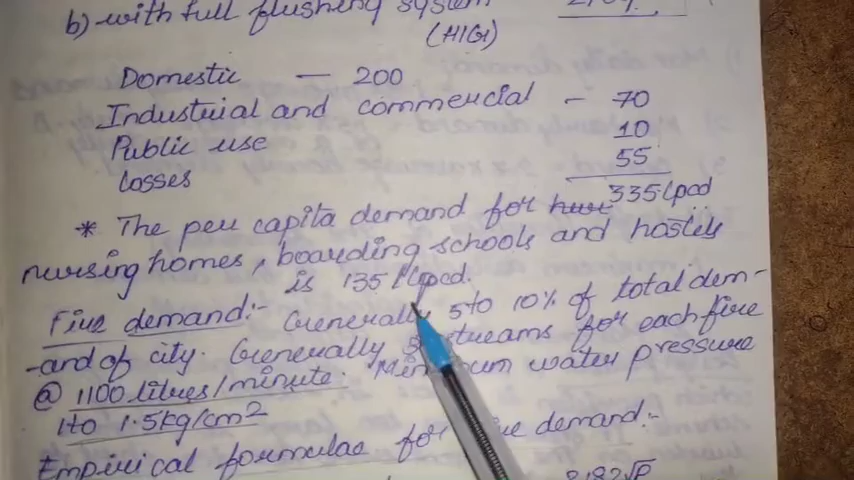 b) with full flushing system
(HIG)
Domestic — 200
Industrial and commercial - 70
Public use 10
Losses 55
335 lpcd
* The per capita demand for
nursing homes, boarding schools and hostels
is 135 lpcd.
Fire demand:- Generally 5 to 10% of total dem-
-and of city. Generally streams for each fire
@ 1100 litres/minute. Minimum water pressure
1 to 1.5kg/cm2
Empirical formulae for demand:-